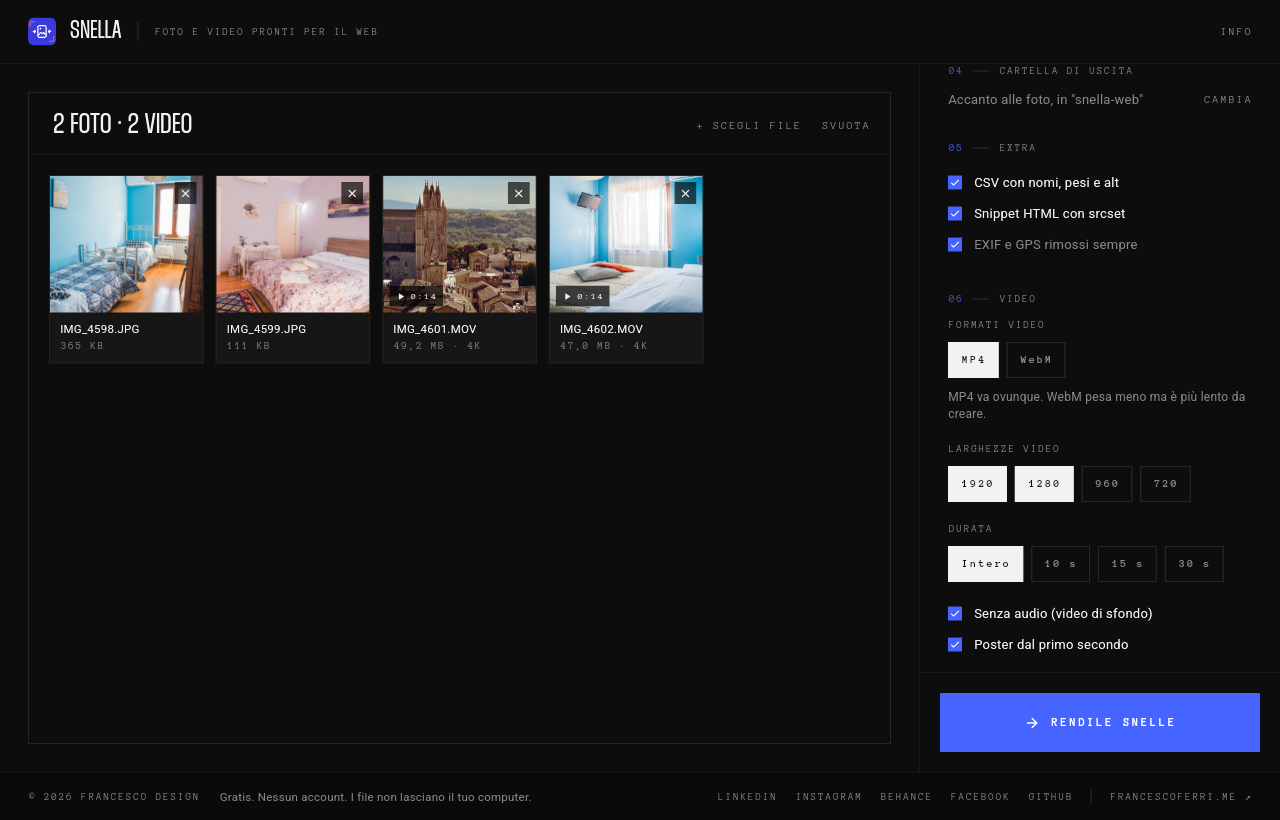 SNELLA
FOTO E VIDEO PRONTI PER IL WEB
INFO
2 FOTO · 2 VIDEO
+ SCEGLI FILE
SVUOTA
0:14
0:14
IMG_4598.JPG
365 KB
IMG_4599.JPG
111 KB
IMG_4601.MOV
49,2 MB · 4K
IMG_4602.MOV
47,0 MB · 4K
04 — CARTELLA DI USCITA
Accanto alle foto, in "snella-web"
CAMBIA
05 — EXTRA
CSV con nomi, pesi e alt
Snippet HTML con srcset
EXIF e GPS rimossi sempre
06 — VIDEO
FORMATI VIDEO
MP4
WebM
MP4 va ovunque. WebM pesa meno ma è più lento da
creare.
LARGHEZZE VIDEO
1920
1280
960
720
DURATA
Intero
10 s
15 s
30 s
Senza audio (video di sfondo)
Poster dal primo secondo
→ RENDILE SNELLE
© 2026 FRANCESCO DESIGN
Gratis. Nessun account. I file non lasciano il tuo computer.
LINKEDIN
INSTAGRAM
BEHANCE
FACEBOOK
GITHUB
FRANCESCOFERRI.ME ↗